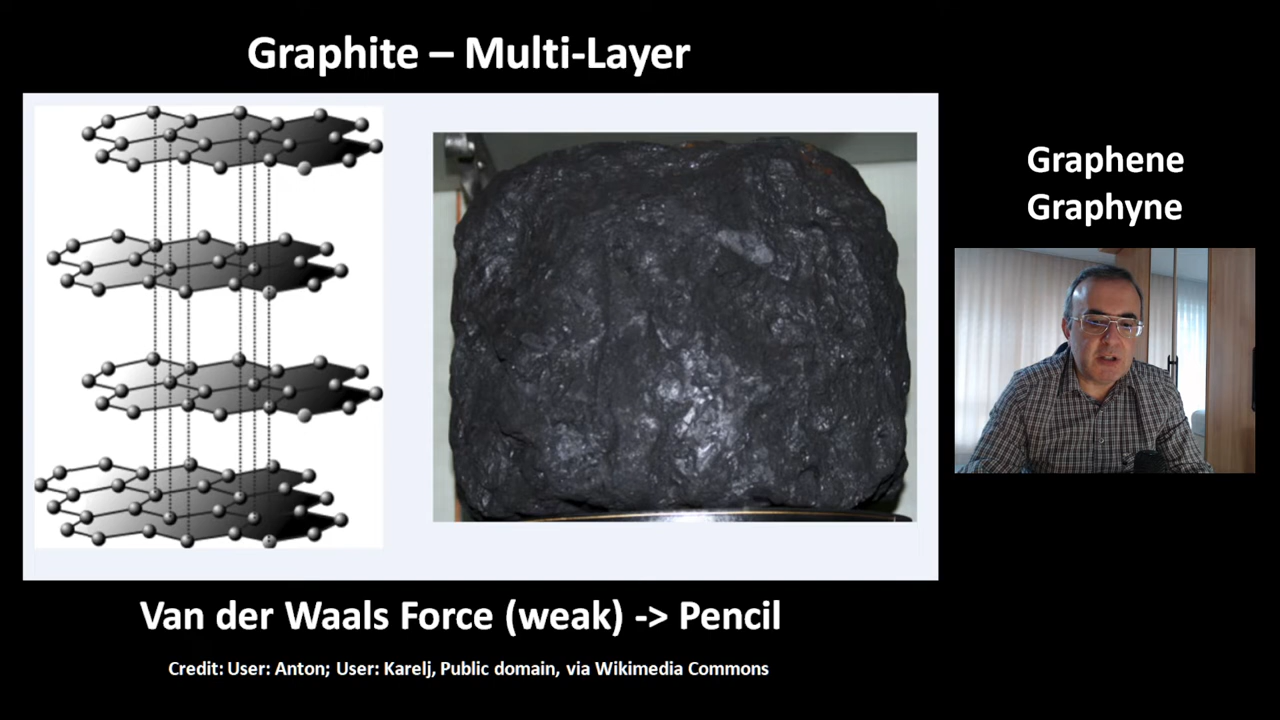 Graphite – Multi-Layer
Graphene
Graphyne
Van der Waals Force (weak) -> Pencil
Credit: User: Anton; User: Karelj, Public domain, via Wikimedia Commons